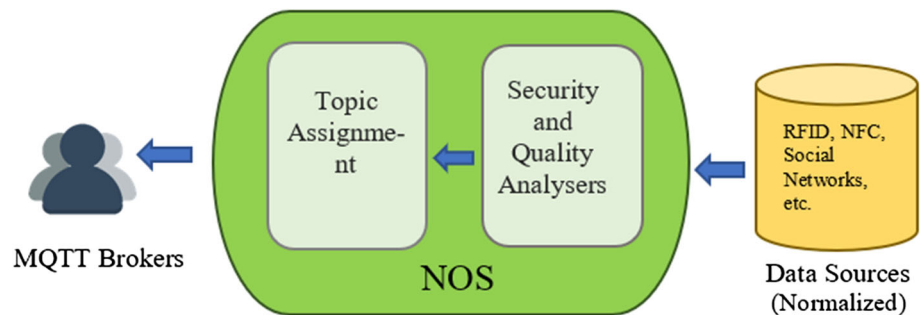 Topic
Assignme-
nt
Security
and
Quality
Analysers
RFID, NFC,
Social
Networks,
etc.
MQTT Brokers
NOS
Data Sources
(Normalized)